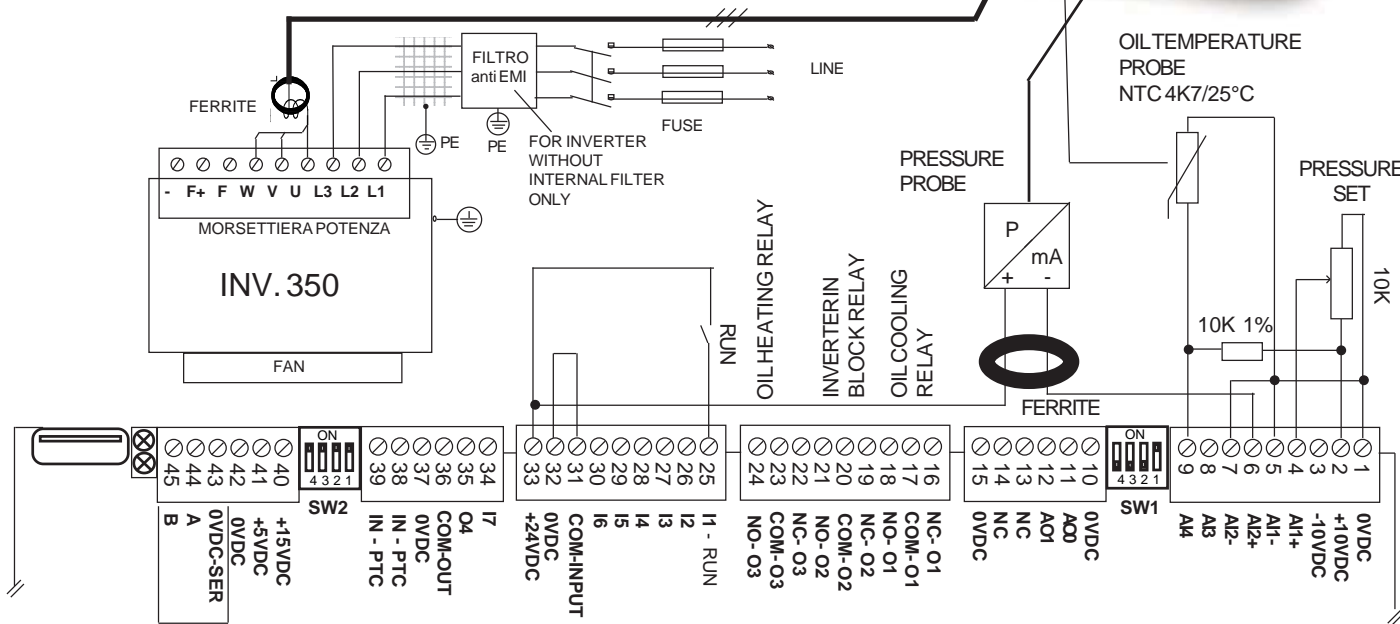 OIL TEMPERATURE
PROBE
NTC 4K7/25°C
LINE
FILTRO
anti EMI
FERRITE
FUSE
PE
PE
FOR INVERTER
WITHOUT
INTERNAL FILTER
ONLY
PRESSURE
PROBE
PRESSURE
SET
- F+ F W V U L3 L2 L1
MORSETTIERA POTENZA
INV. 350
FAN
P
mA
+ -
10K
10K 1%
RUN
OIL HEATING RELAY
INVERTER IN
BLOCK RELAY
OIL COOLING
RELAY
FERRITE
ON
4 3 2 1
SW2
ON
4 3 2 1
SW1
45 44 43 42 41 40
39 38 37 36 35 34
33 32 31 30 29 28 27 26 25
24 23 22 21 20 19 18 17 16
15 14 13 12 11 10
9 8 7 6 5 4 3 2 1
B
A
0VDC-SER
0VDC
+5VDC
+15VDC
IN - PTC
IN - PTC
0VDC
COM-OUT
O4
I7
+24VDC
0VDC
COM-INPUT
I6
I5
I4
I3
I2
I1 - RUN
NO- O3
COM- O3
NC- O3
NO- O2
COM- O2
NC- O2
NO- O1
COM- O1
NC- O1
0VDC
NC
NC
AO1
AO0
0VDC
AI4
AI3
AI2-
AI2+
AI1-
AI1+
-10VDC
+10VDC
0VDC